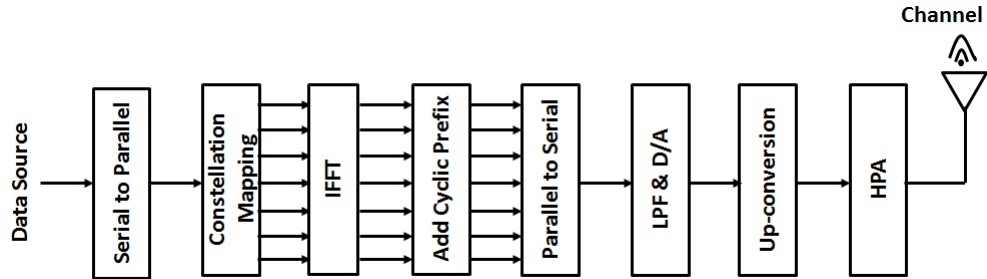 Channel
Data Source
Serial to Parallel
Constellation
Mapping
IFFT
Add Cyclic Prefix
Parallel to Serial
LPF & D/A
Up-conversion
HPA